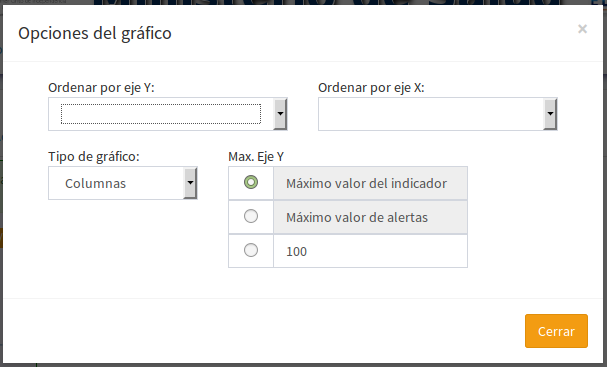 Opciones del gráfico
×
Ordenar por eje Y:
Ordenar por eje X:
Tipo de gráfico:
Max. Eje Y
Columnas
Máximo valor del indicador
Máximo valor de alertas
100
Cerrar